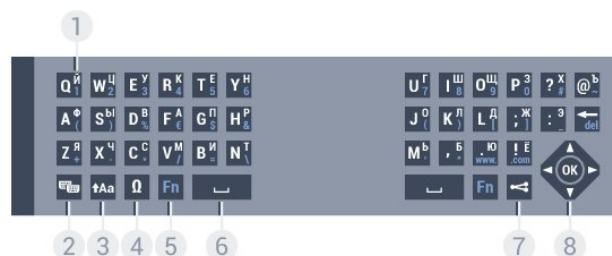 1
Q Й 1 W Ц 2 E У 3 R К 4 T Е 5 Y Н 6 U Г 7 I Ш 8 O Щ 9 P З 0 ? Х # @ Ъ ~
A Ф ( S Ы ) D В % F А € G П $ H Р & J О ( K Л ) L Д [ ; Ж ] : Э del
Z Я + X Ч - C С * V М / B И = N Т \ M Ь , Б . Ю www. ! Ё .com OK
Aa Ω Fn Fn
2 3 4 5 6 7 8